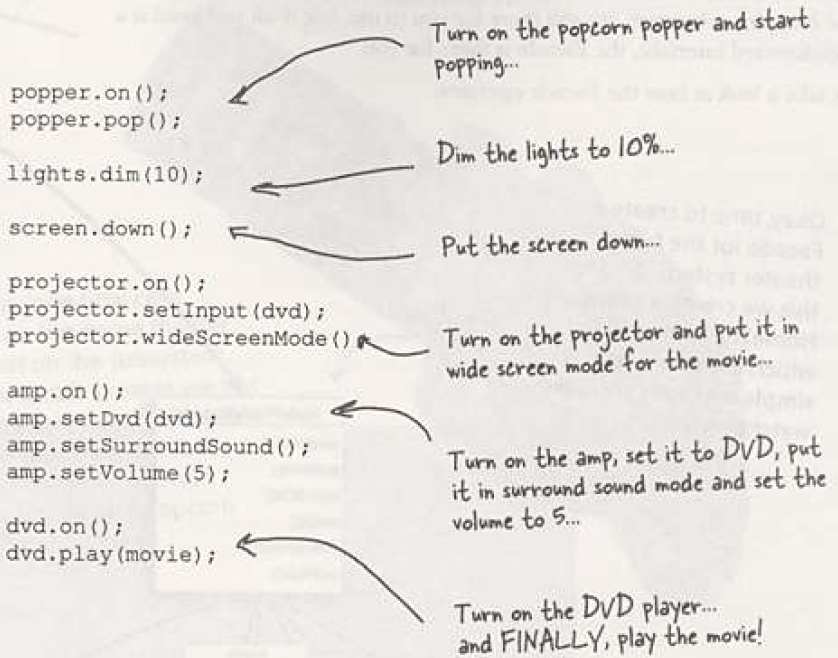 Turn on the popcorn popper and start
popping...
popper.on();
popper.pop();
Dim the lights to 10%...
lights.dim(10);
screen.down();
Put the screen down...
projector.on();
projector.setInput(dvd);
projector.wideScreenMode()
Turn on the projector and put it in
wide screen mode for the movie...
amp.on();
amp.setDvd(dvd);
amp.setSurroundSound();
amp.setVolume(5);
Turn on the amp, set it to DVD, put
it in surround sound mode and set the
volume to 5...
dvd.on();
dvd.play(movie);
Turn on the DVD player...
and FINALLY, play the movie!